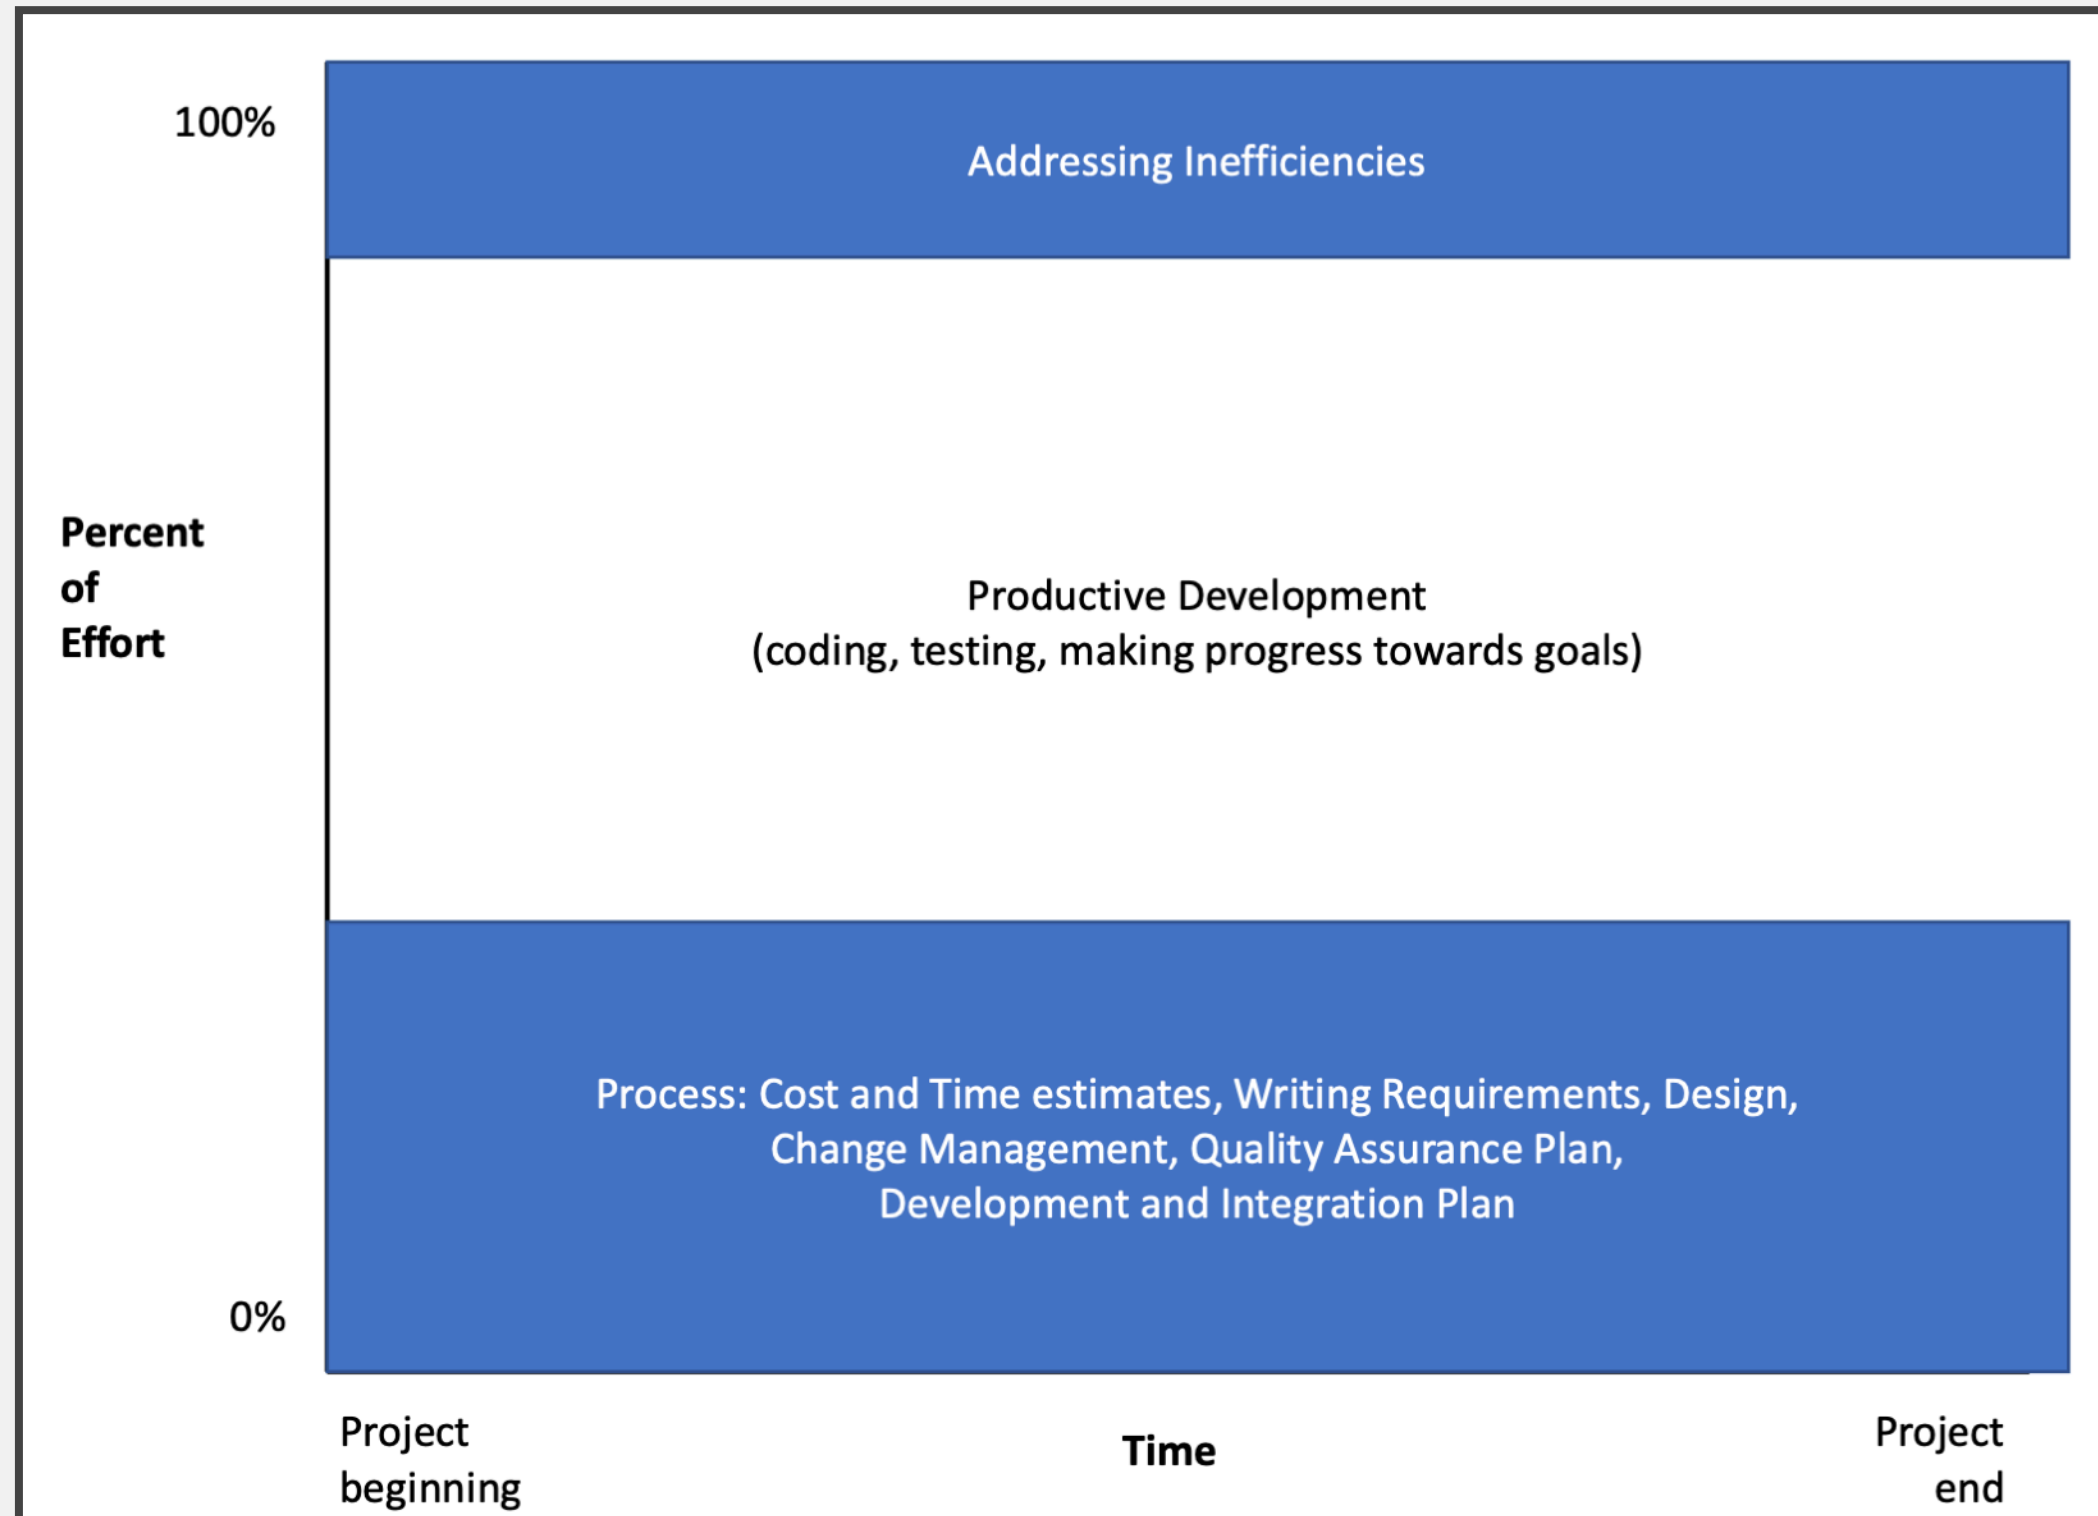 100%
Addressing Inefficiencies
Percent
of
Effort
Productive Development
(coding, testing, making progress towards goals)
Process: Cost and Time estimates, Writing Requirements, Design,
Change Management, Quality Assurance Plan,
Development and Integration Plan
0%
Project
beginning
Time
Project
end